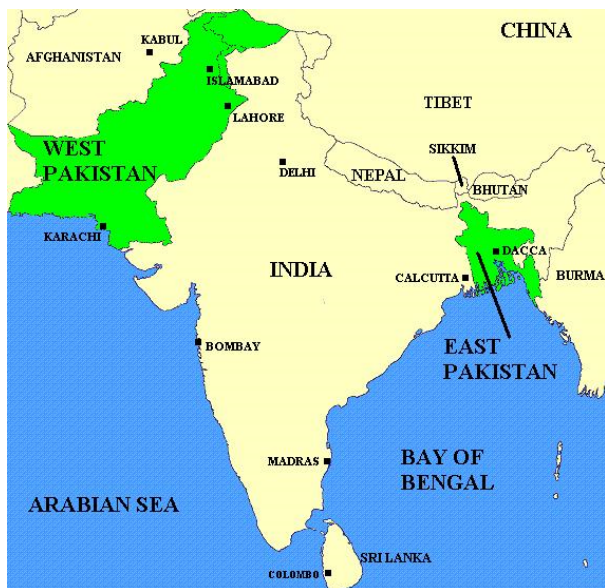 CHINA
KABUL
AFGHANISTAN
ISLAMABAD
LAHORE
TIBET
WEST
PAKISTAN
SIKKIM
DELHI
NEPAL
BHUTAN
KARACHI
DACCA
INDIA
CALCUTTA
BURMA
BOMBAY
EAST
PAKISTAN
MADRAS
BAY OF
BENGAL
ARABIAN SEA
SRI LANKA
COLOMBO